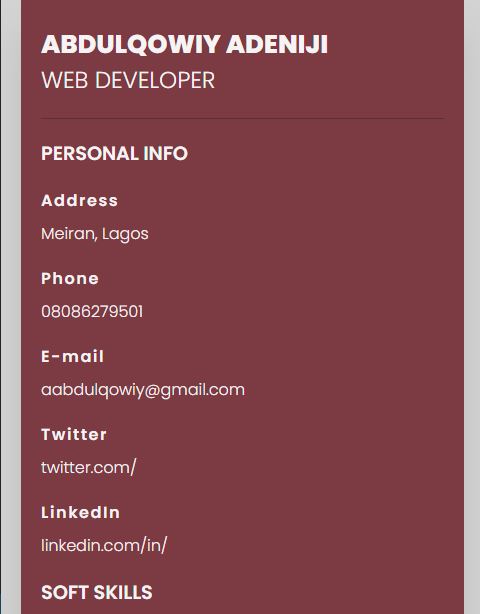 ABDULQOWIY ADENIJI
WEB DEVELOPER
PERSONAL INFO
Address
Meiran, Lagos
Phone
08086279501
E-mail
aabdulqowiy@gmail.com
Twitter
twitter.com/
LinkedIn
linkedin.com/in/
SOFT SKILLS